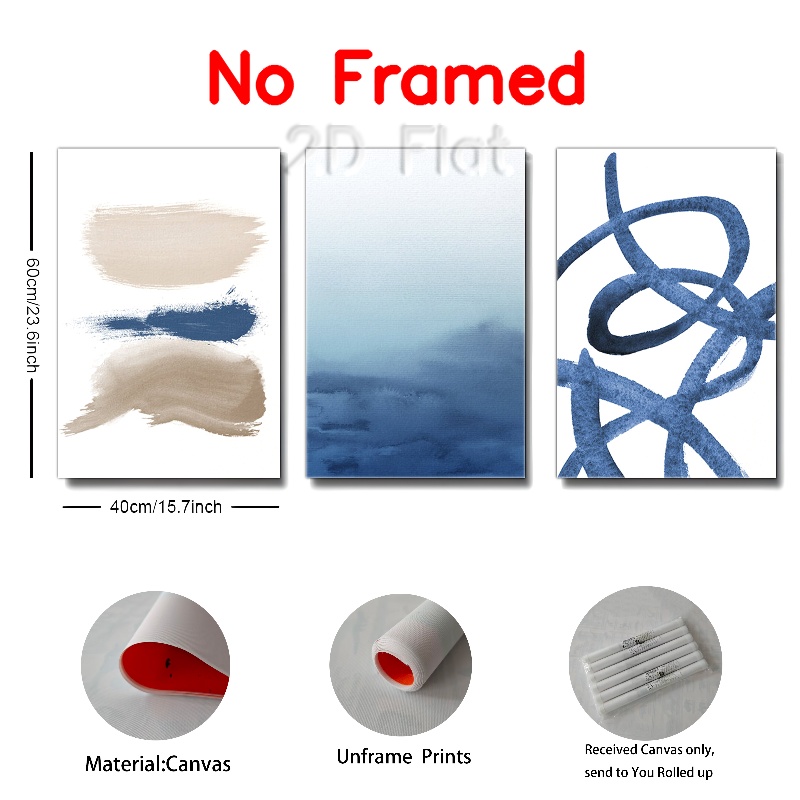 No Framed
2D Flat
60cm/23.6inch
40cm/15.7inch
Material:Canvas
Unframe Prints
Received Canvas only,
send to You Rolled up